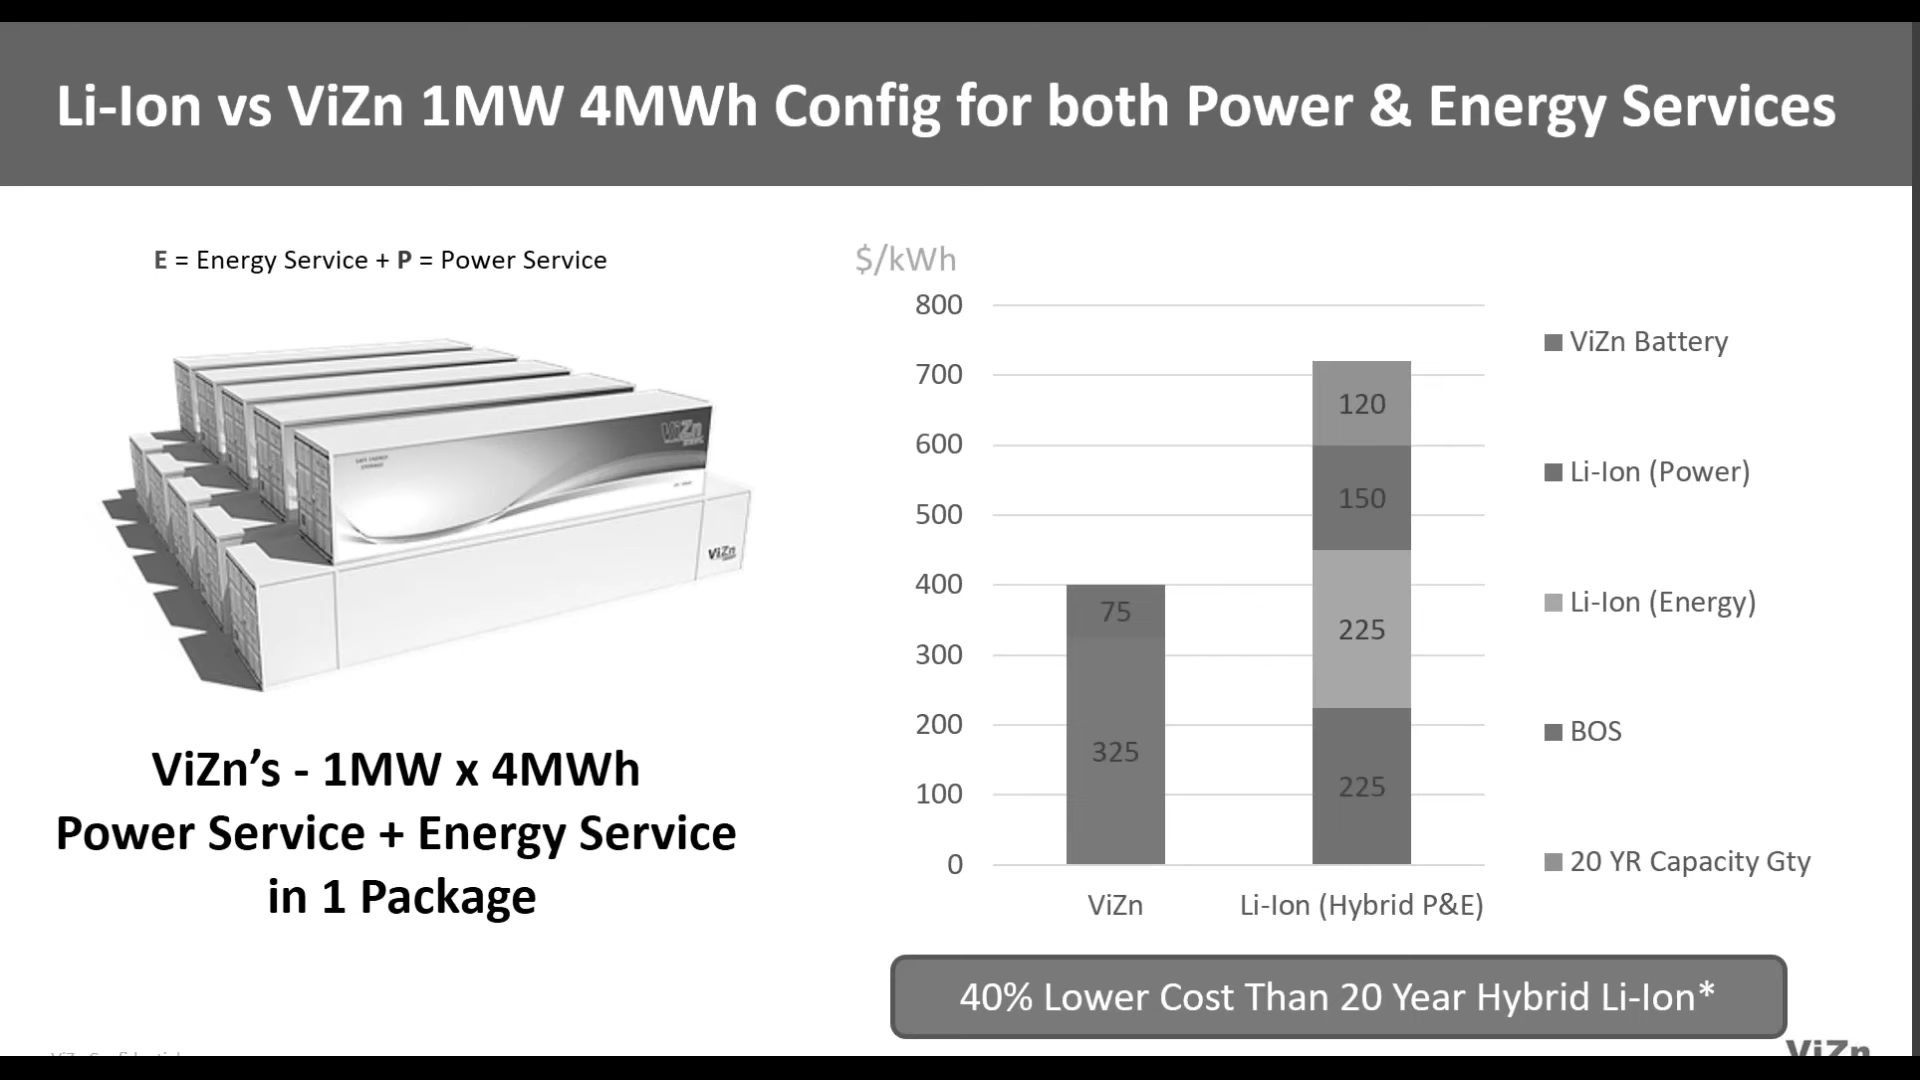 Li-Ion vs ViZn 1MW 4MWh Config for both Power & Energy Services
E = Energy Service + P = Power Service
ViZn
ViZn
ViZn's - 1MW x 4MWh
Power Service + Energy Service
in 1 Package
$/kWh
800
700
600
500
400
300
200
100
0
75
325
120
150
225
225
ViZn
Li-Ion (Hybrid P&E)
ViZn Battery
Li-Ion (Power)
Li-Ion (Energy)
BOS
20 YR Capacity Gty
40% Lower Cost Than 20 Year Hybrid Li-Ion*
ViZn